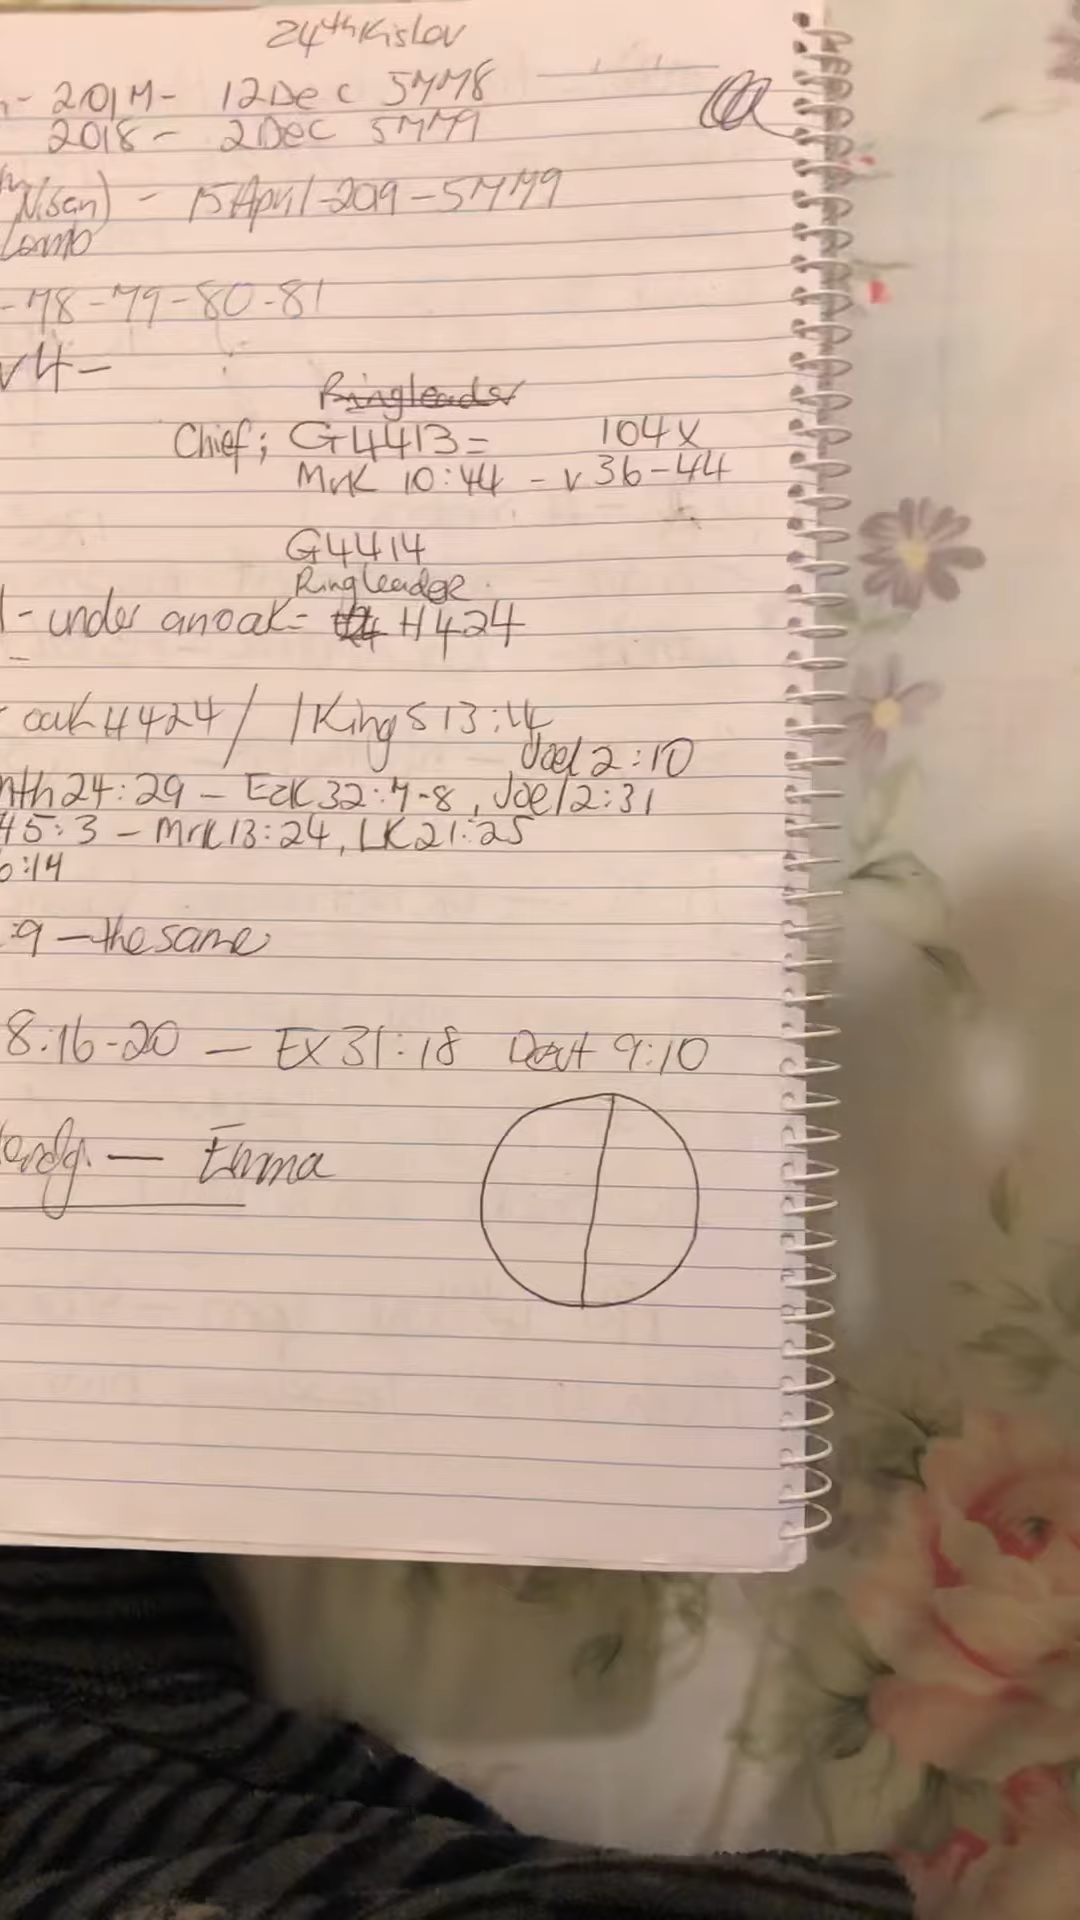 24th Kislev
- 2017 - 12 Dec 5778
2018 - 2 Dec 5779
Nisan) - 15 April - 2019 - 5779
Lamb
- 78 - 79 - 80 - 81
v 4 -
Ringleader
Chief; G4413 = 104x
Mrk 10:44 - v 36-44
G4414
Ringleader
- under an oak = H424
oak H424 / 1 Kings 13:14
Joel 2:10
Mth 24:29 - Ezk 32:7-8, Joel 2:31
45:3 - Mrk 13:24, LK 21:25
6:14
:9 - the same
8:16-20 - Ex 31:18 Deut 9:10
- Emma